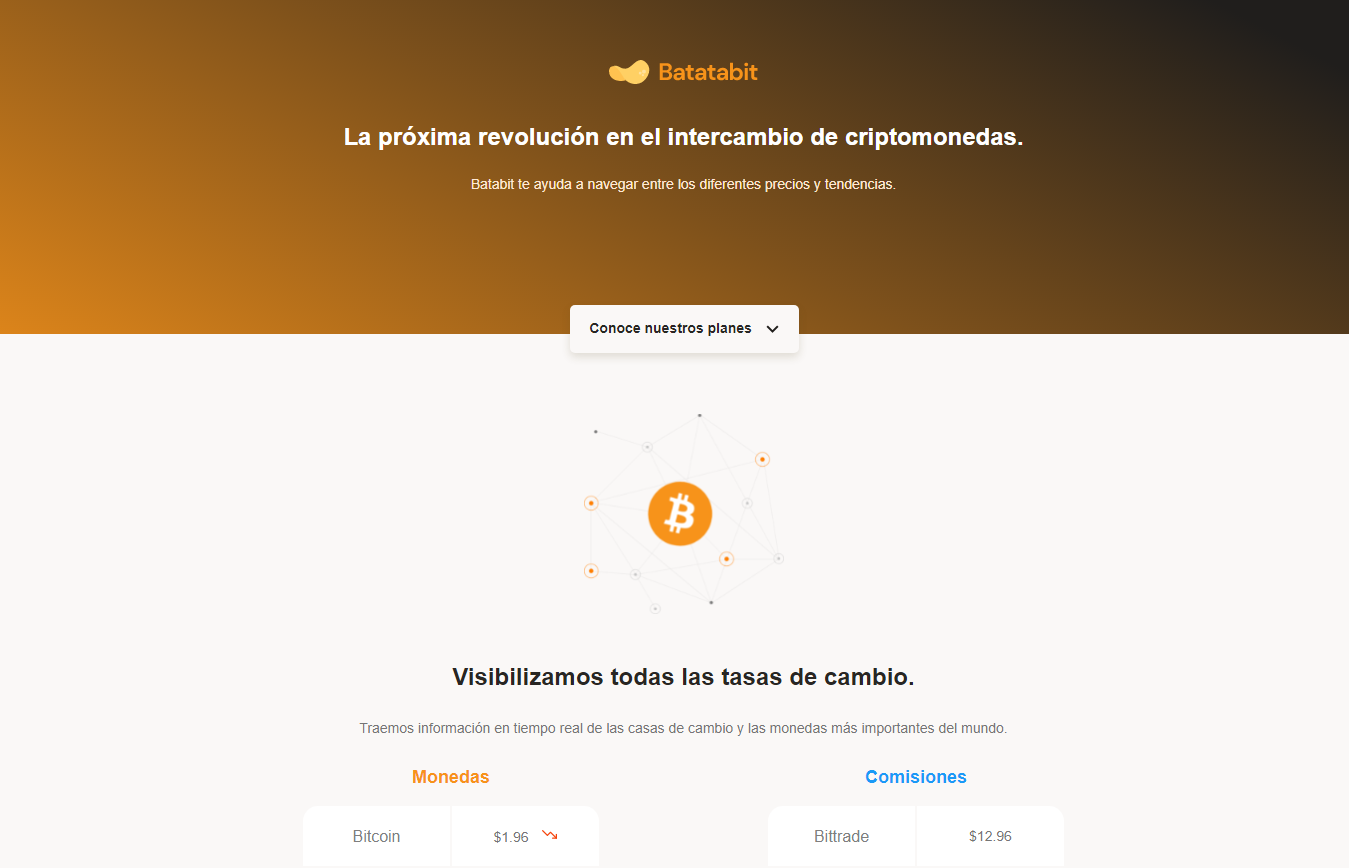 Batatabit
La próxima revolución en el intercambio de criptomonedas.
Batabit te ayuda a navegar entre los diferentes precios y tendencias.
Conoce nuestros planes
Visibilizamos todas las tasas de cambio.
Traemos información en tiempo real de las casas de cambio y las monedas más importantes del mundo.
Monedas
Comisiones
Bitcoin $1.96
Bittrade $12.96